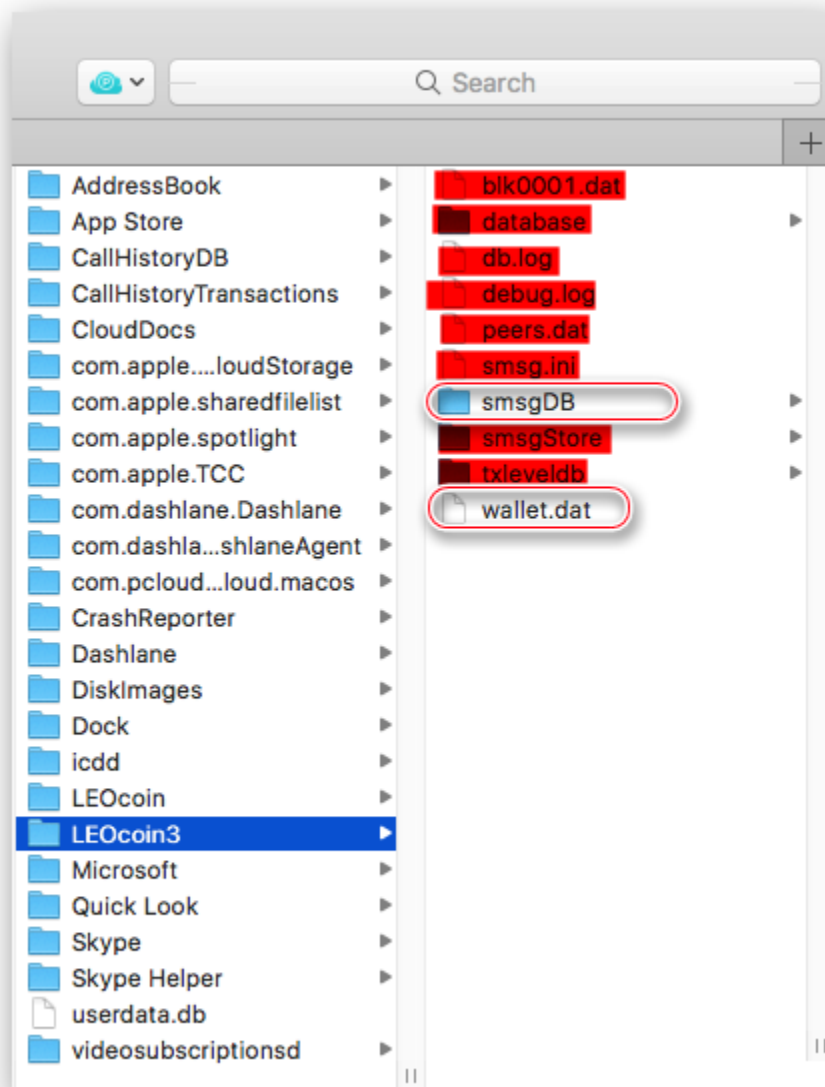 Search
+
AddressBook
App Store
CallHistoryDB
CallHistoryTransactions
CloudDocs
com.apple....loudStorage
com.apple.sharedfilelist
com.apple.spotlight
com.apple.TCC
com.dashlane.Dashlane
com.dashla...shlaneAgent
com.pcloud...loud.macos
CrashReporter
Dashlane
DiskImages
Dock
icdd
LEOcoin
LEOcoin3
Microsoft
Quick Look
Skype
Skype Helper
userdata.db
videosubscriptionsd
blk0001.dat
database
db.log
debug.log
peers.dat
smsg.ini
smsgDB
smsgStore
txleveldb
wallet.dat